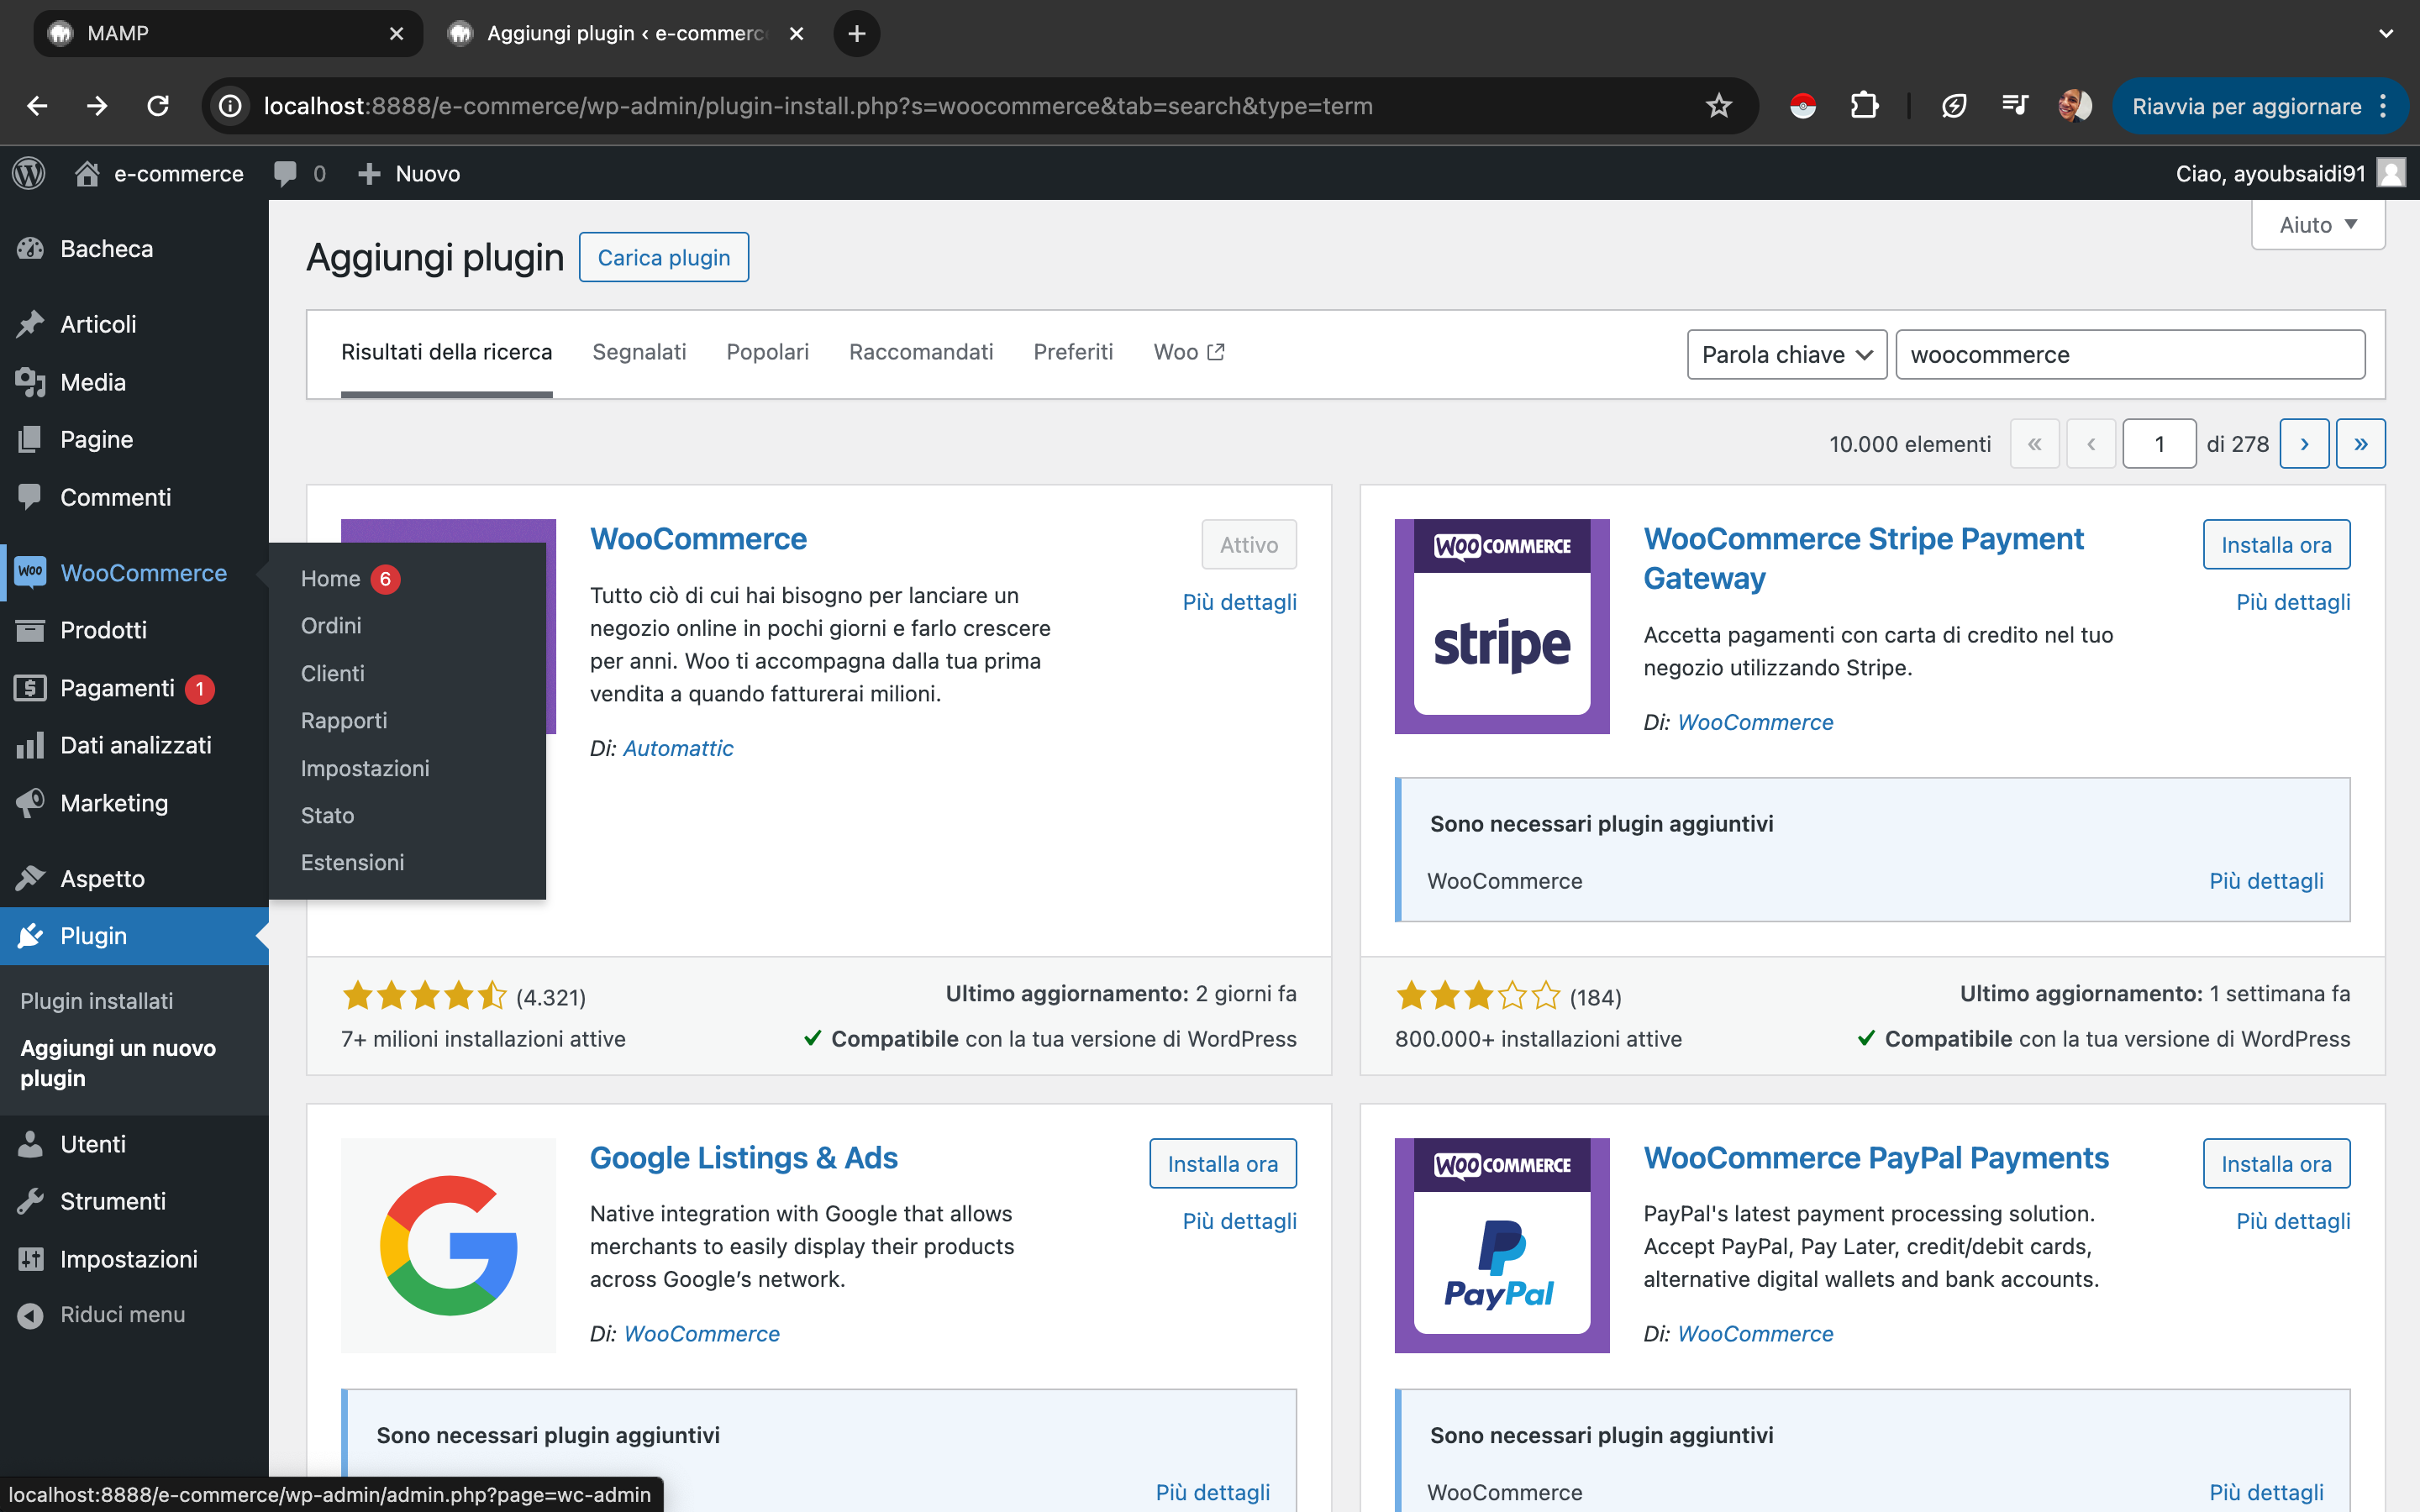 MAMP
Aggiungi plugin ‹ e-commerc
localhost:8888/e-commerce/wp-admin/plugin-install.php?s=woocommerce&tab=search&type=term
Riavvia per aggiornare
e-commerce
0
Nuovo
Ciao, ayoubsaidi91
Bacheca
Articoli
Media
Pagine
Commenti
WOO
WooCommerce
Prodotti
Pagamenti 1
Dati analizzati
Marketing
Aspetto
Plugin
Plugin installati
Aggiungi un nuovo
plugin
Utenti
Strumenti
Impostazioni
Riduci menu
Home 6
Ordini
Clienti
Rapporti
Impostazioni
Stato
Estensioni
Aiuto
Aggiungi plugin
Carica plugin
Risultati della ricerca
Segnalati
Popolari
Raccomandati
Preferiti
Woo
Parola chiave
woocommerce
10.000 elementi
«
‹
1
di 278
›
»
WooCommerce
Attivo
Più dettagli
Tutto ciò di cui hai bisogno per lanciare un
negozio online in pochi giorni e farlo crescere
per anni. Woo ti accompagna dalla tua prima
vendita a quando fatturerai milioni.
Di: Automattic
(4.321)
7+ milioni installazioni attive
Ultimo aggiornamento: 2 giorni fa
Compatibile con la tua versione di WordPress
WOO COMMERCE
stripe
WooCommerce Stripe Payment
Gateway
Installa ora
Più dettagli
Accetta pagamenti con carta di credito nel tuo
negozio utilizzando Stripe.
Di: WooCommerce
Sono necessari plugin aggiuntivi
WooCommerce
Più dettagli
(184)
800.000+ installazioni attive
Ultimo aggiornamento: 1 settimana fa
Compatibile con la tua versione di WordPress
Google Listings & Ads
Installa ora
Più dettagli
Native integration with Google that allows
merchants to easily display their products
across Google’s network.
Di: WooCommerce
Sono necessari plugin aggiuntivi
Più dettagli
WOO COMMERCE
PayPal
WooCommerce PayPal Payments
Installa ora
Più dettagli
PayPal's latest payment processing solution.
Accept PayPal, Pay Later, credit/debit cards,
alternative digital wallets and bank accounts.
Di: WooCommerce
Sono necessari plugin aggiuntivi
WooCommerce
Più dettagli
localhost:8888/e-commerce/wp-admin/admin.php?page=wc-admin